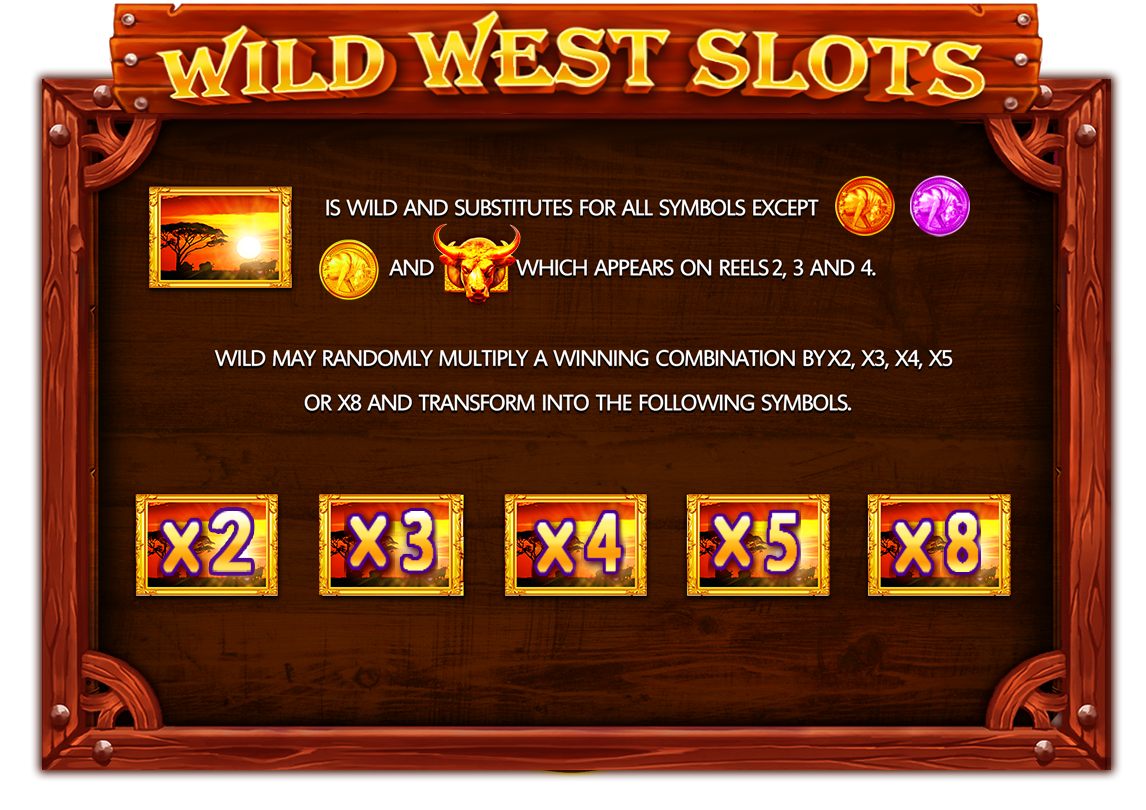 WILD WEST SLOTS
IS WILD AND SUBSTITUTES FOR ALL SYMBOLS EXCEPT
AND WHICH APPEARS ON REELS 2, 3 AND 4.
WILD MAY RANDOMLY MULTIPLY A WINNING COMBINATION BY X2, X3, X4, X5
OR X8 AND TRANSFORM INTO THE FOLLOWING SYMBOLS.
X2 X3 X4 X5 X8